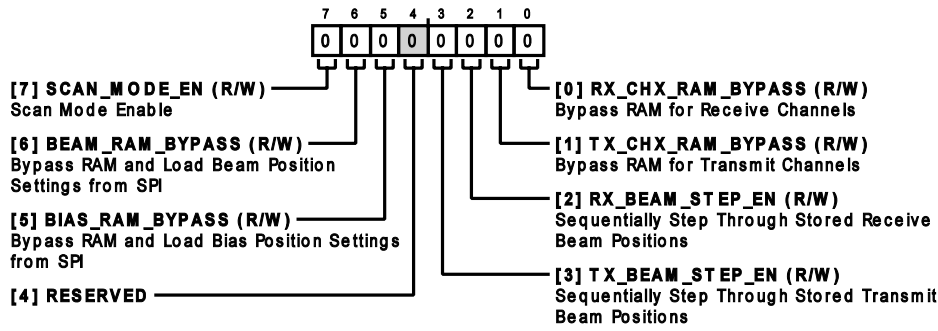 7 6 5 4 3 2 1 0
0 0 0 0 0 0 0 0
[7] SCAN_MODE_EN (R/W)
Scan Mode Enable
[6] BEAM_RAM_BYPASS (R/W)
Bypass RAM and Load Beam Position
Settings from SPI
[5] BIAS_RAM_BYPASS (R/W)
Bypass RAM and Load Bias Position Settings
from SPI
[4] RESERVED
[0] RX_CHX_RAM_BYPASS (R/W)
Bypass RAM for Receive Channels
[1] TX_CHX_RAM_BYPASS (R/W)
Bypass RAM for Transmit Channels
[2] RX_BEAM_STEP_EN (R/W)
Sequentially Step Through Stored Receive
Beam Positions
[3] TX_BEAM_STEP_EN (R/W)
Sequentially Step Through Stored Transmit
Beam Positions